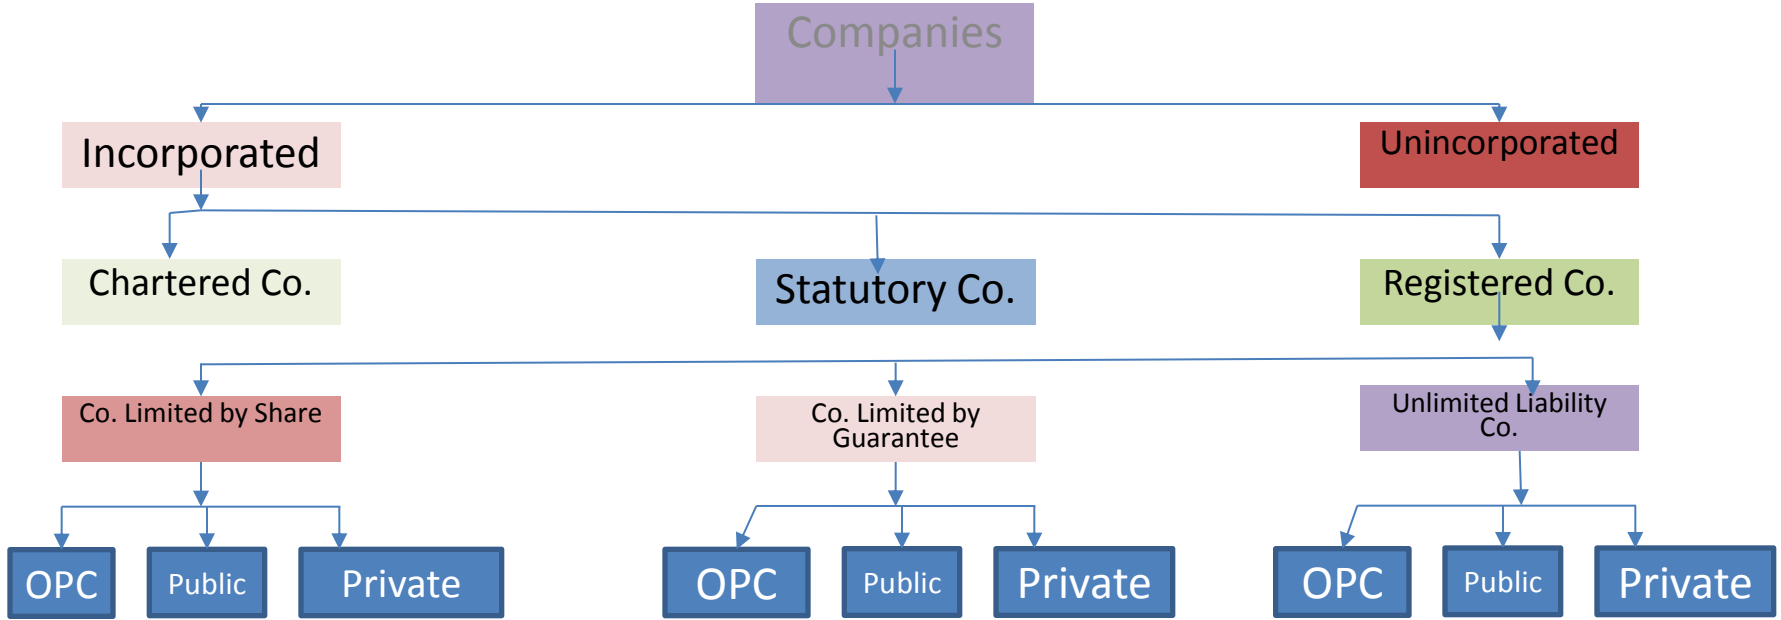 Companies
Incorporated
Unincorporated
Chartered Co.
Statutory Co.
Registered Co.
Co. Limited by Share
Co. Limited by
Guarantee
Unlimited Liability
Co.
OPC
Public
Private
OPC
Public
Private
OPC
Public
Private